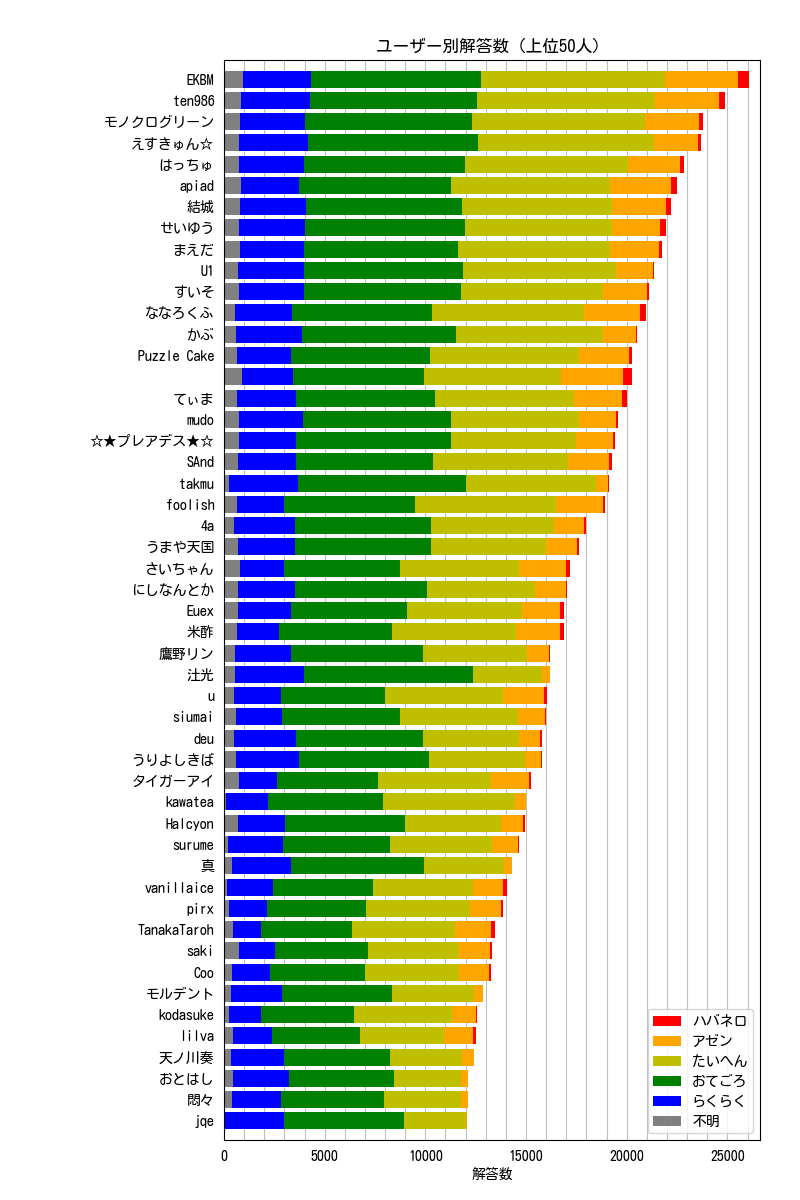 ユーザー別解答数（上位50人）
EKBM
ten986
モノクログリーン
えすきゅん☆
はっちゅ
apiad
結城
せいゆう
まえだ
U1
すいそ
ななろくふ
かぶ
Puzzle Cake
てぃま
mudo
☆★プレアデス★☆
SAnd
takmu
foolish
4a
うまや天国
さいちゃん
にしなんとか
Euex
米酢
鷹野リン
辻光
u
siumai
deu
うりよしきば
タイガーアイ
kawatea
Halcyon
surume
真
vanillaice
pirx
TanakaTaroh
saki
Coo
モルデント
kodasuke
lilva
天ノ川奏
おとはし
悶々
jqe
ハバネロ
アゼン
たいへん
おてごろ
らくらく
不明
0 5000 10000 15000 20000 25000
解答数